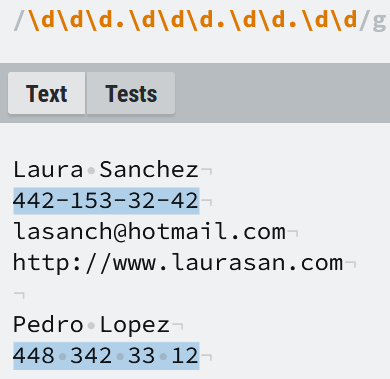 /\d\d\d.\d\d\d.\d\d.\d\d/g
Text Tests
Laura Sanchez
442-153-32-42
lasanch@hotmail.com
http://www.laurasan.com
Pedro Lopez
448 342 33 12